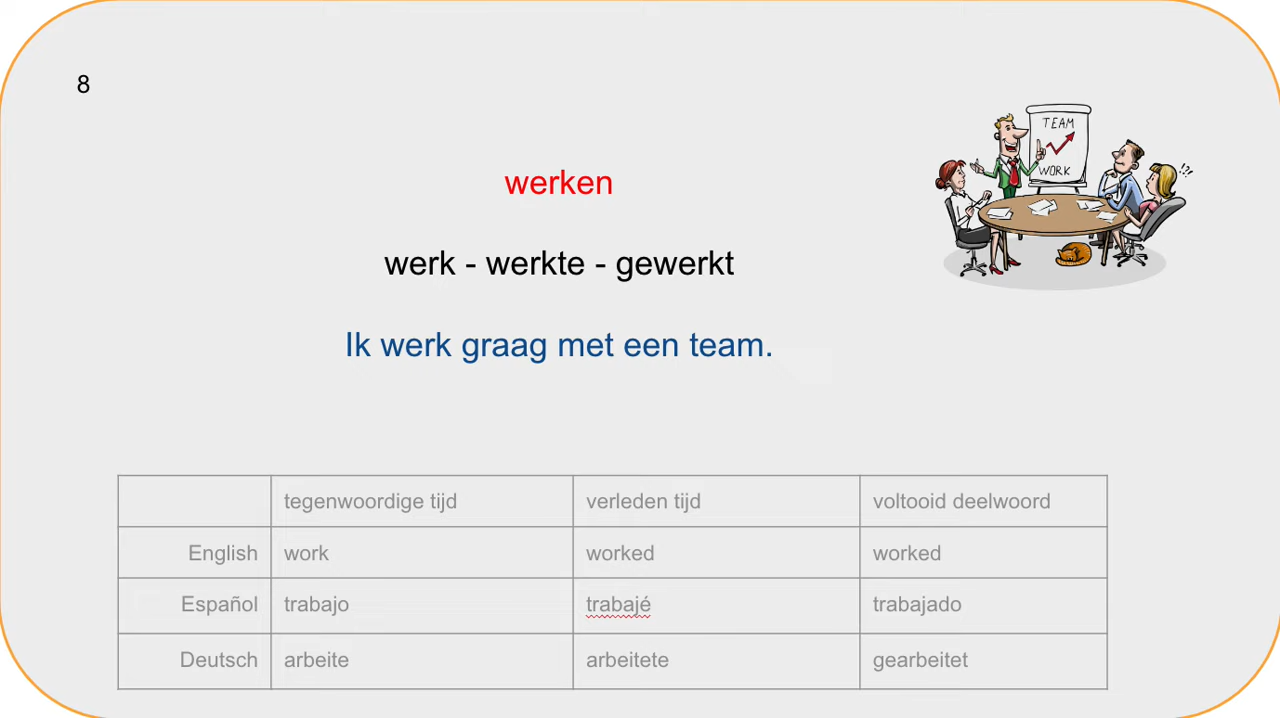 8
TEAM
WORK
!?!
werken
werk - werkte - gewerkt
Ik werk graag met een team.
tegenwoordige tijd verleden tijd voltooid deelwoord
English work worked worked
Español trabajo trabajé trabajado
Deutsch arbeite arbeitete gearbeitet